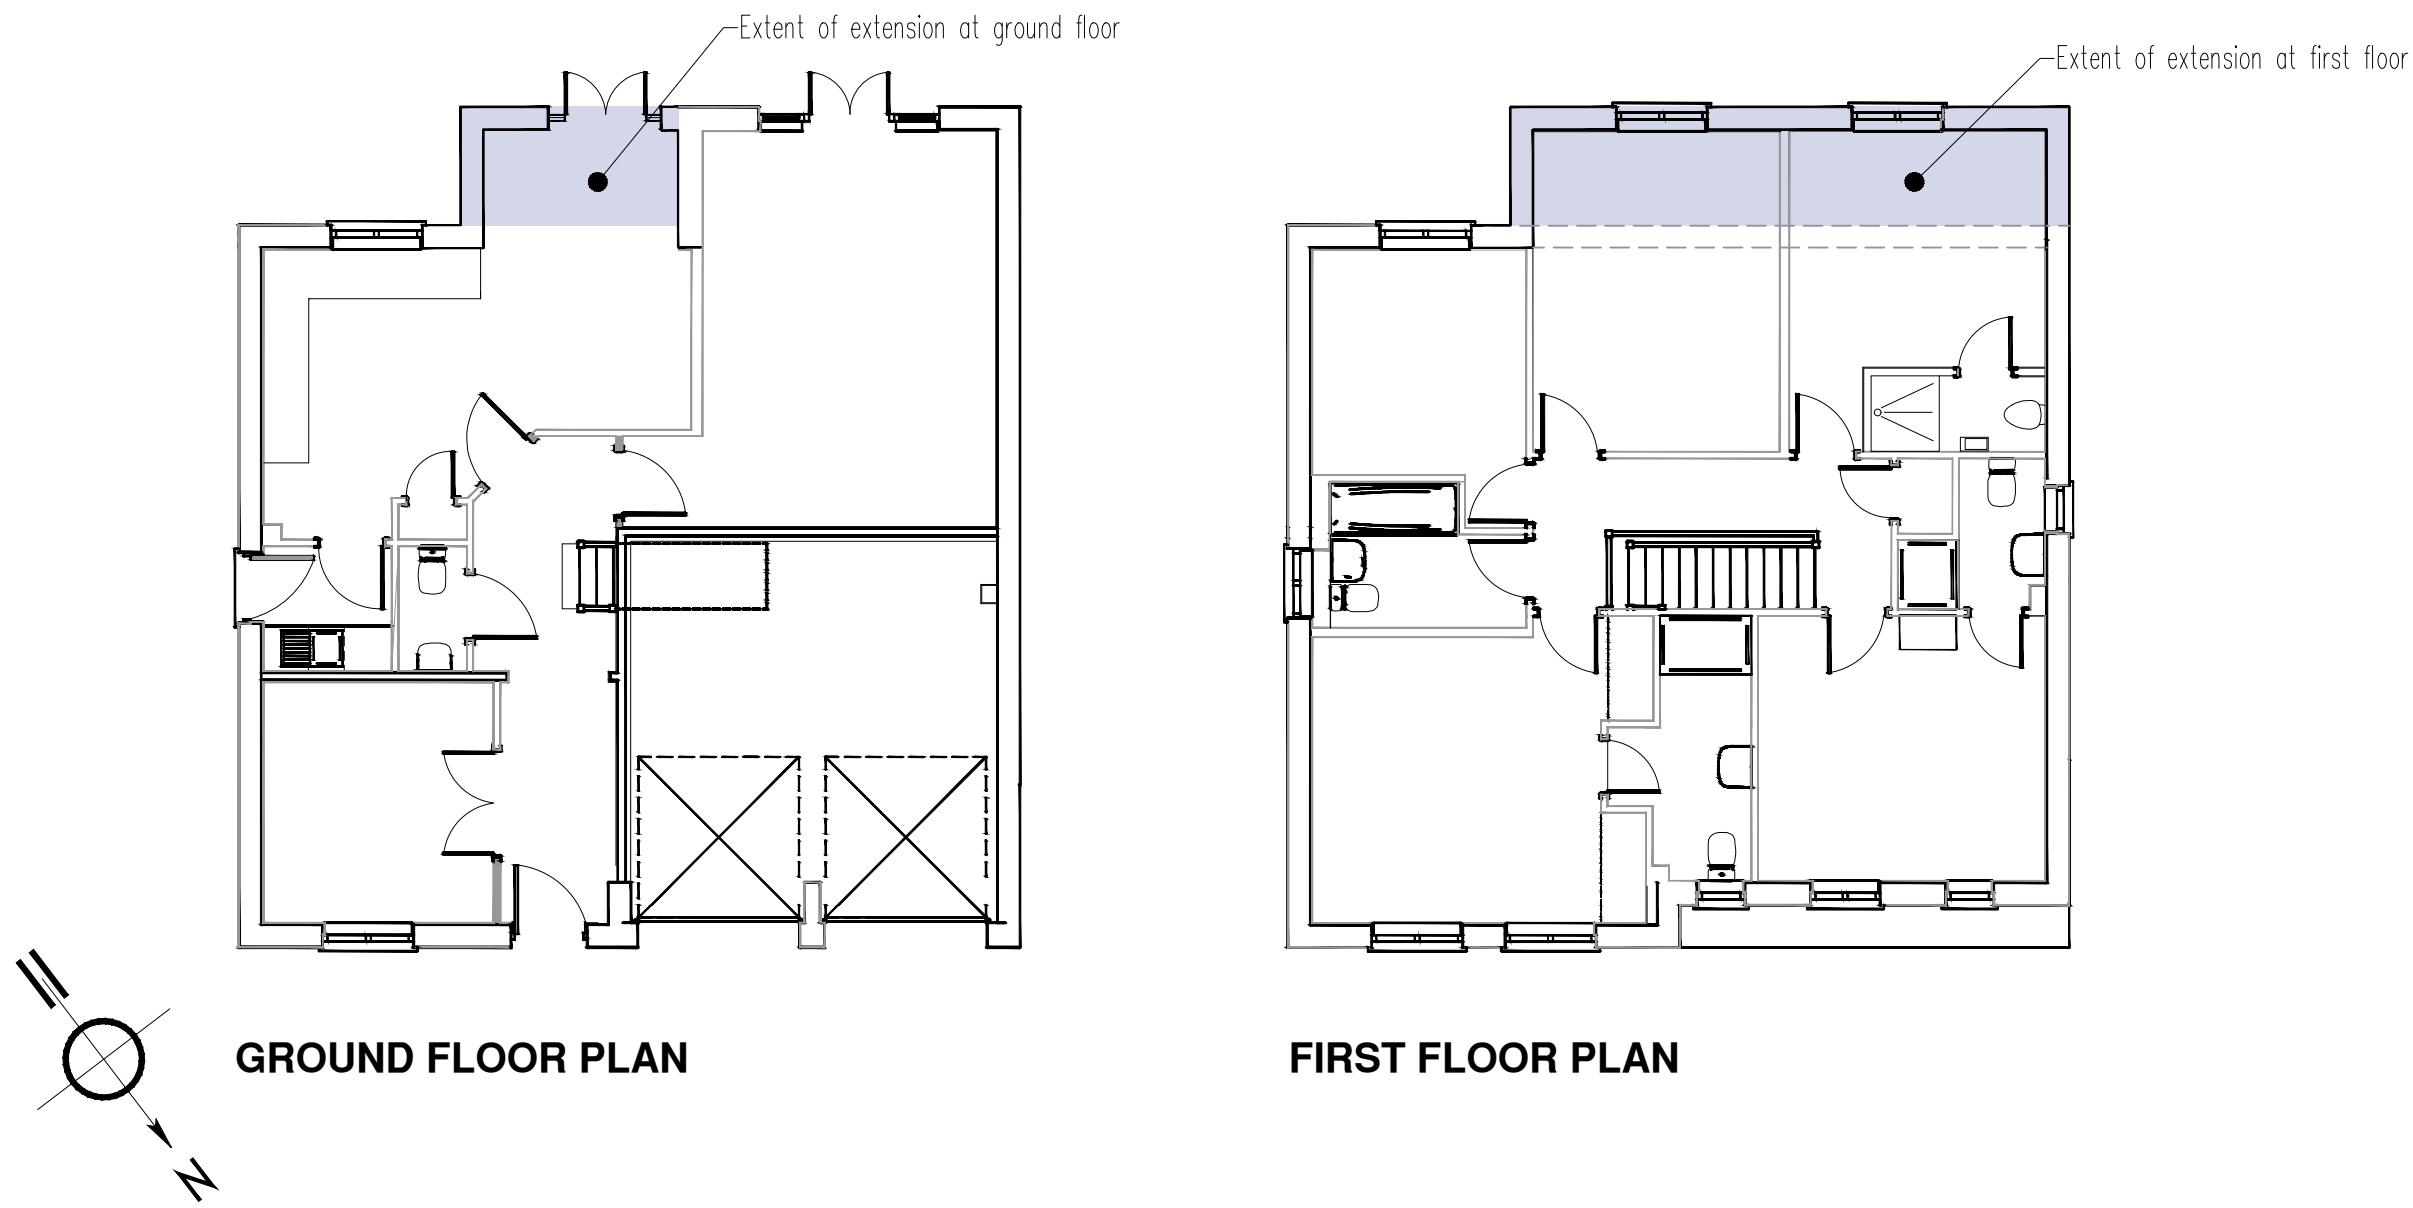 Extent of extension at ground floor
Extent of extension at first floor
GROUND FLOOR PLAN
FIRST FLOOR PLAN
N